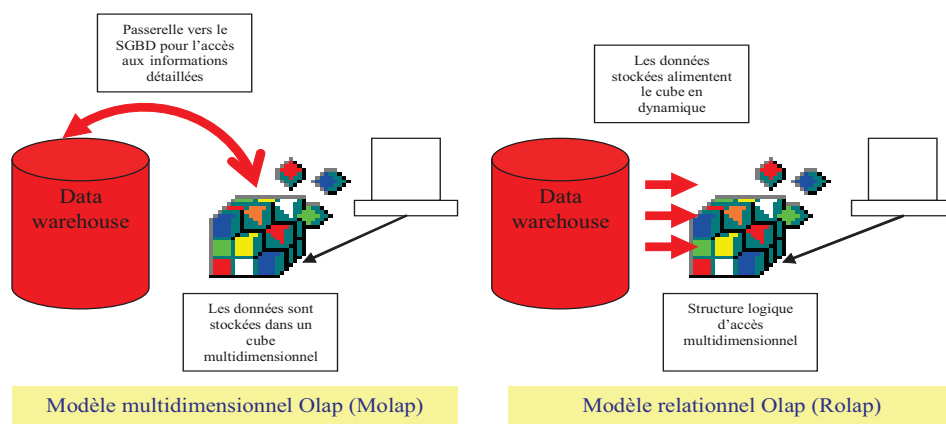 Passerelle vers le
SGBD pour l'accès
aux informations
détaillées
Data
warehouse
Les données sont
stockées dans un
cube
multidimensionnel
Modèle multidimensionnel Olap (Molap)
Les données
stockées alimentent
le cube en
dynamique
Data
warehouse
Structure logique
d'accès
multidimensionnel
Modèle relationnel Olap (Rolap)